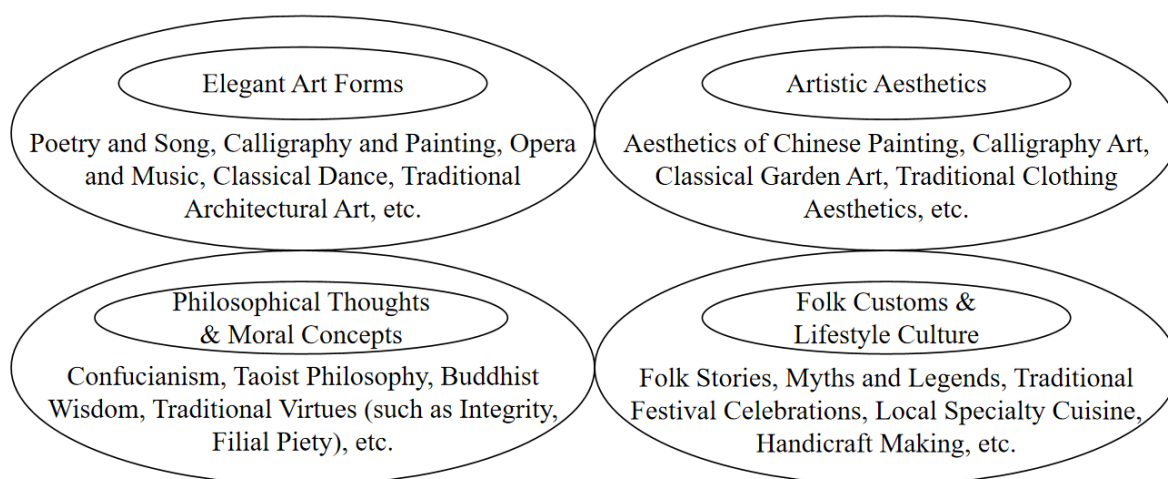 Elegant Art Forms
Poetry and Song, Calligraphy and Painting, Opera
and Music, Classical Dance, Traditional
Architectural Art, etc.
Artistic Aesthetics
Aesthetics of Chinese Painting, Calligraphy Art,
Classical Garden Art, Traditional Clothing
Aesthetics, etc.
Philosophical Thoughts
& Moral Concepts
Confucianism, Taoist Philosophy, Buddhist
Wisdom, Traditional Virtues (such as Integrity,
Filial Piety), etc.
Folk Customs &
Lifestyle Culture
Folk Stories, Myths and Legends, Traditional
Festival Celebrations, Local Specialty Cuisine,
Handicraft Making, etc.